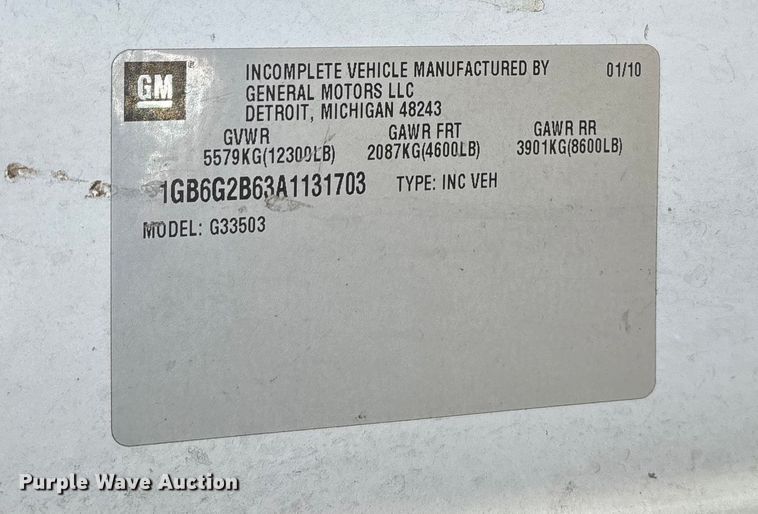 GM
INCOMPLETE VEHICLE MANUFACTURED BY 01/10
GENERAL MOTORS LLC
DETROIT, MICHIGAN 48243
GVWR GAWR FRT GAWR RR
5579KG(12300LB) 2087KG(4600LB) 3901KG(8600LB)
1GB6G2B63A1131703 TYPE: INC VEH
MODEL: G33503
Purple Wave Auction